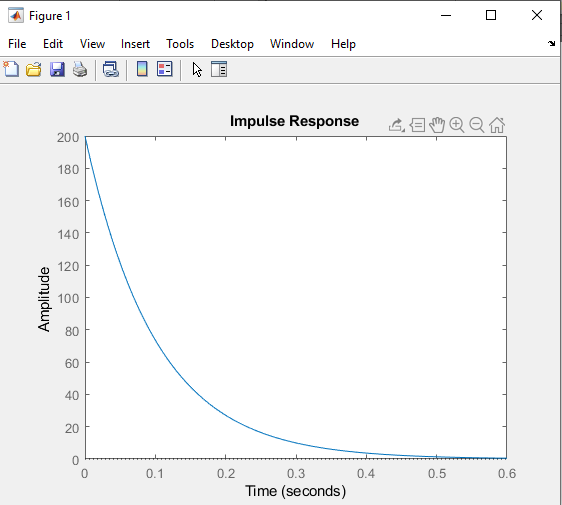 Figure 1
File Edit View Insert Tools Desktop Window Help
Impulse Response
200
180
160
140
120
100
80
60
40
20
0
Amplitude
0 0.1 0.2 0.3 0.4 0.5 0.6
Time (seconds)